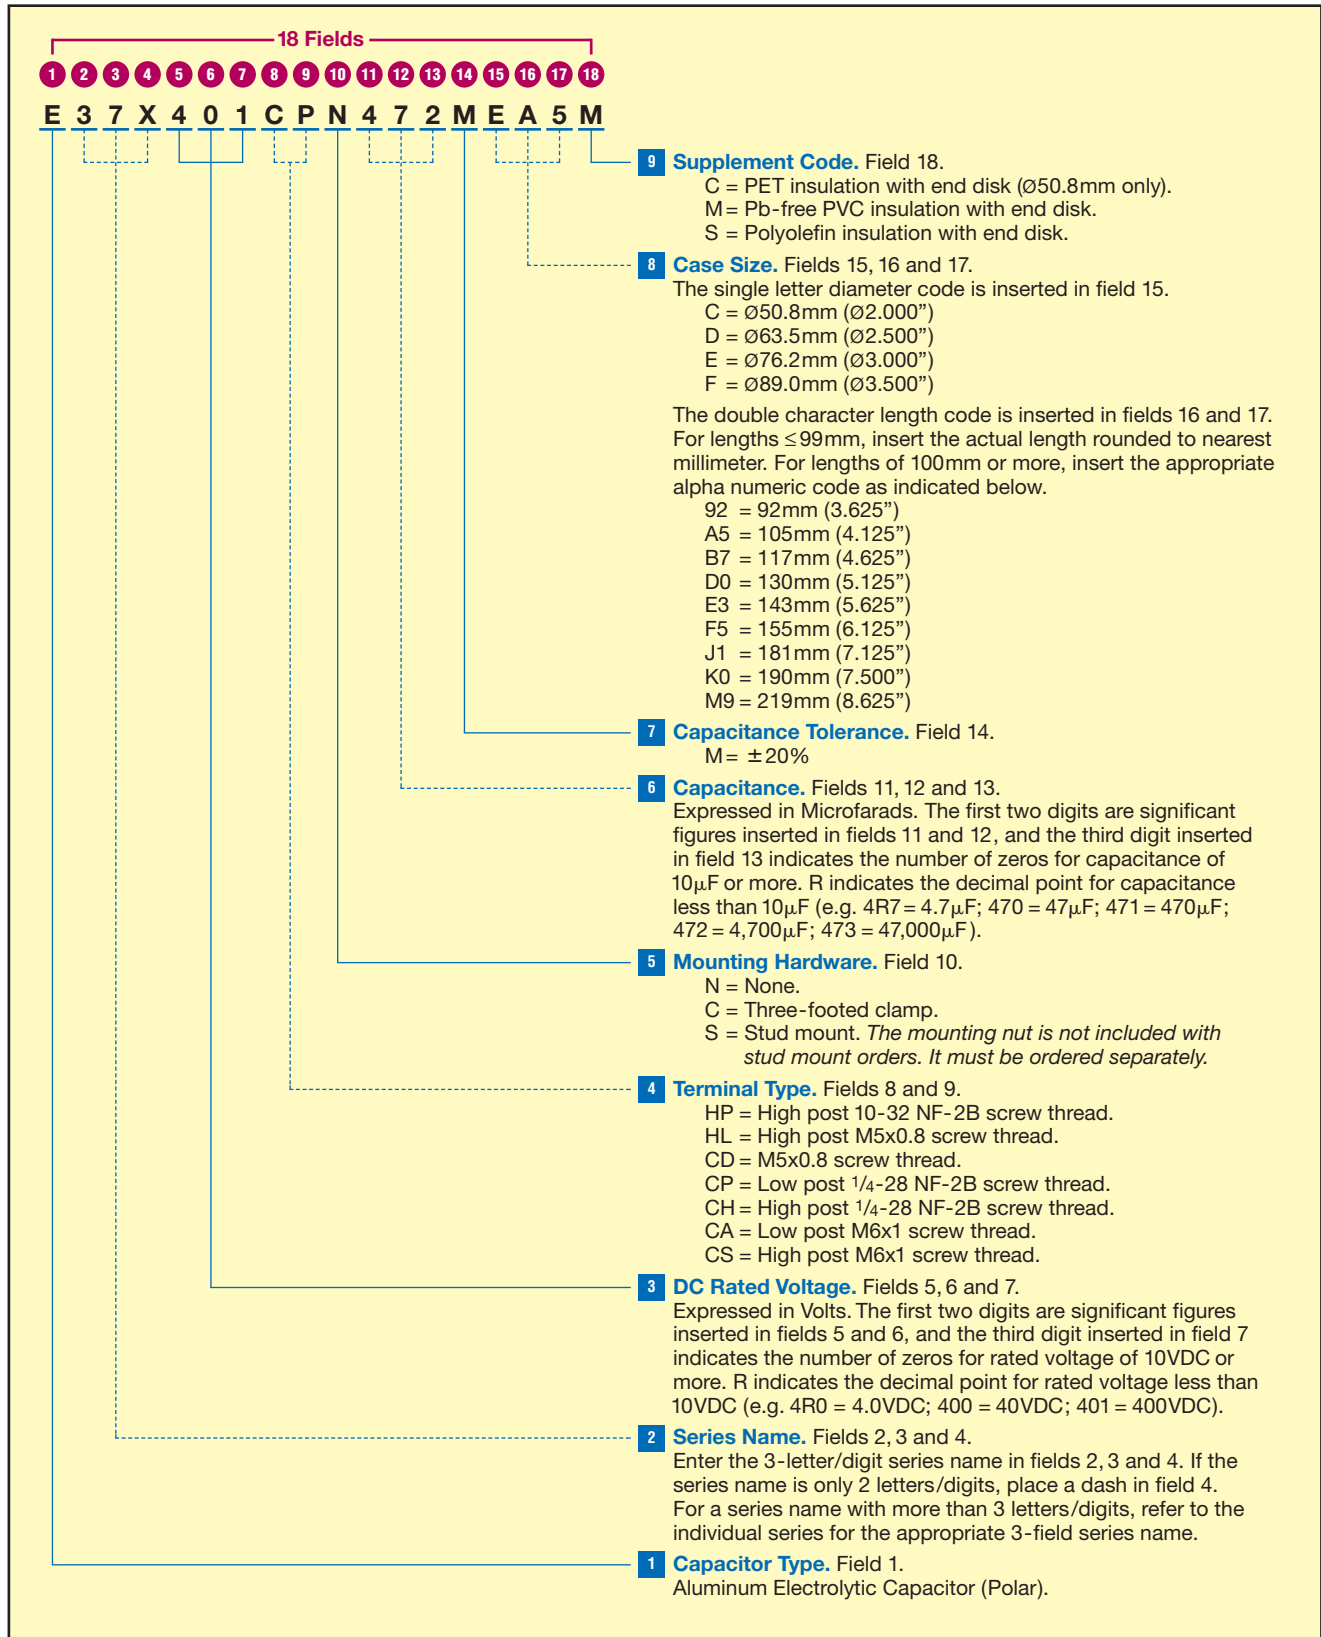 18 Fields
1 2 3 4 5 6 7 8 9 10 11 12 13 14 15 16 17 18
E 3 7 X 4 0 1 C P N 4 7 2 M E A 5 M
9 Supplement Code. Field 18.
C = PET insulation with end disk (Ø50.8mm only).
M = Pb-free PVC insulation with end disk.
S = Polyolefin insulation with end disk.
8 Case Size. Fields 15, 16 and 17.
The single letter diameter code is inserted in field 15.
C = Ø50.8mm (Ø2.000”)
D = Ø63.5mm (Ø2.500”)
E = Ø76.2mm (Ø3.000”)
F = Ø89.0mm (Ø3.500”)
The double character length code is inserted in fields 16 and 17.
For lengths ≤99mm, insert the actual length rounded to nearest
millimeter. For lengths of 100mm or more, insert the appropriate
alpha numeric code as indicated below.
92 = 92mm (3.625”)
A5 = 105mm (4.125”)
B7 = 117mm (4.625”)
D0 = 130mm (5.125”)
E3 = 143mm (5.625”)
F5 = 155mm (6.125”)
J1 = 181mm (7.125”)
K0 = 190mm (7.500”)
M9 = 219mm (8.625”)
7 Capacitance Tolerance. Field 14.
M = ±20%
6 Capacitance. Fields 11, 12 and 13.
Expressed in Microfarads. The first two digits are significant
figures inserted in fields 11 and 12, and the third digit inserted
in field 13 indicates the number of zeros for capacitance of
10µF or more. R indicates the decimal point for capacitance
less than 10µF (e.g. 4R7 = 4.7µF; 470 = 47µF; 471 = 470µF;
472 = 4,700µF; 473 = 47,000µF).
5 Mounting Hardware. Field 10.
N = None.
C = Three-footed clamp.
S = Stud mount. The mounting nut is not included with
stud mount orders. It must be ordered separately.
4 Terminal Type. Fields 8 and 9.
HP = High post 10-32 NF-2B screw thread.
HL = High post M5x0.8 screw thread.
CD = M5x0.8 screw thread.
CP = Low post 1/4-28 NF-2B screw thread.
CH = High post 1/4-28 NF-2B screw thread.
CA = Low post M6x1 screw thread.
CS = High post M6x1 screw thread.
3 DC Rated Voltage. Fields 5, 6 and 7.
Expressed in Volts. The first two digits are significant figures
inserted in fields 5 and 6, and the third digit inserted in field 7
indicates the number of zeros for rated voltage of 10VDC or
more. R indicates the decimal point for rated voltage less than
10VDC (e.g. 4R0 = 4.0VDC; 400 = 40VDC; 401 = 400VDC).
2 Series Name. Fields 2, 3 and 4.
Enter the 3-letter/digit series name in fields 2, 3 and 4. If the
series name is only 2 letters/digits, place a dash in field 4.
For a series name with more than 3 letters/digits, refer to the
individual series for the appropriate 3-field series name.
1 Capacitor Type. Field 1.
Aluminum Electrolytic Capacitor (Polar).